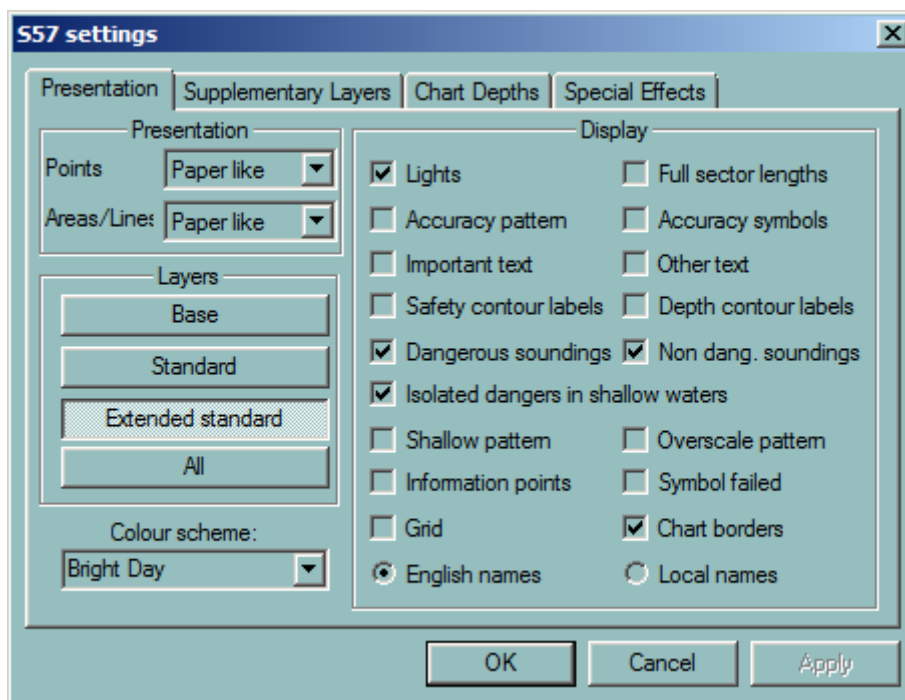 S57 settings
Presentation
Supplementary Layers
Chart Depths
Special Effects
Presentation
Points
Paper like
Areas/Lines
Paper like
Layers
Base
Standard
Extended standard
All
Colour scheme:
Bright Day
Display
Lights
Full sector lengths
Accuracy pattern
Accuracy symbols
Important text
Other text
Safety contour labels
Depth contour labels
Dangerous soundings
Non dang. soundings
Isolated dangers in shallow waters
Shallow pattern
Overscale pattern
Information points
Symbol failed
Grid
Chart borders
English names
Local names
OK
Cancel
Apply